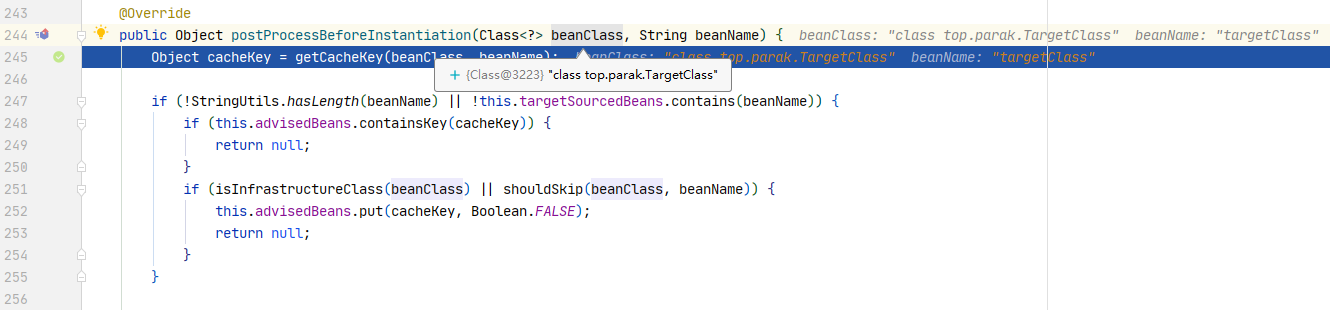 243 @Override
244 public Object postProcessBeforeInstantiation(Class<?> beanClass, String beanName) { beanClass: "class top.parak.TargetClass" beanName: "targetClass"
245 Object cacheKey = getCacheKey(beanClass, beanName); beanClass: "class top.parak.TargetClass" beanName: "targetClass"
+ {Class@3223} "class top.parak.TargetClass"
247 if (!StringUtils.hasLength(beanName) || !this.targetSourcedBeans.contains(beanName)) {
248 if (this.advisedBeans.containsKey(cacheKey)) {
249 return null;
250 }
251 if (isInfrastructureClass(beanClass) || shouldSkip(beanClass, beanName)) {
252 this.advisedBeans.put(cacheKey, Boolean.FALSE);
253 return null;
254 }
255 }
256